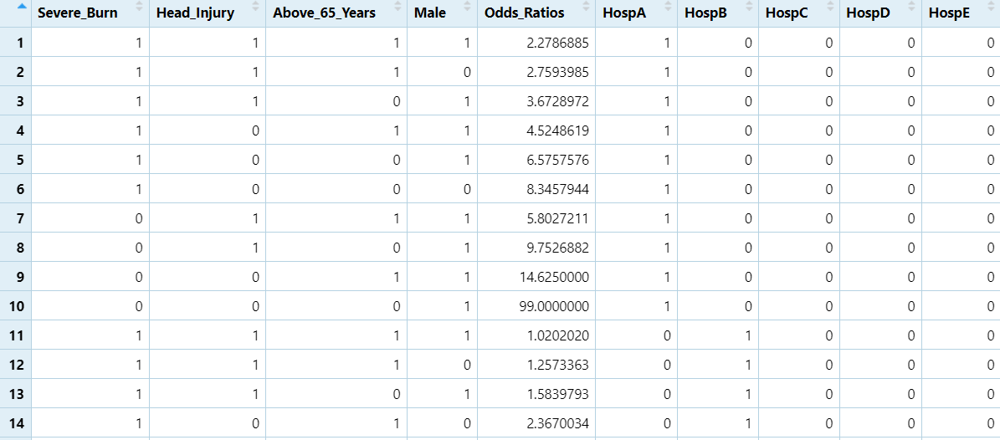 Severe_Burn Head_Injury Above_65_Years Male Odds_Ratios HospA HospB HospC HospD HospE
1 1 1 1 1 2.2786885 1 0 0 0 0
2 1 1 1 0 2.7593985 1 0 0 0 0
3 1 1 0 1 3.6728972 1 0 0 0 0
4 1 0 1 1 4.5248619 1 0 0 0 0
5 1 0 0 1 6.5757576 1 0 0 0 0
6 1 0 0 0 8.3457944 1 0 0 0 0
7 0 1 1 1 5.8027211 1 0 0 0 0
8 0 1 0 1 9.7526882 1 0 0 0 0
9 0 0 1 1 14.6250000 1 0 0 0 0
10 0 0 0 1 99.0000000 1 0 0 0 0
11 1 1 1 1 1.0202020 0 1 0 0 0
12 1 1 1 0 1.2573363 0 1 0 0 0
13 1 1 0 1 1.5839793 0 1 0 0 0
14 1 0 1 0 2.3670034 0 1 0 0 0